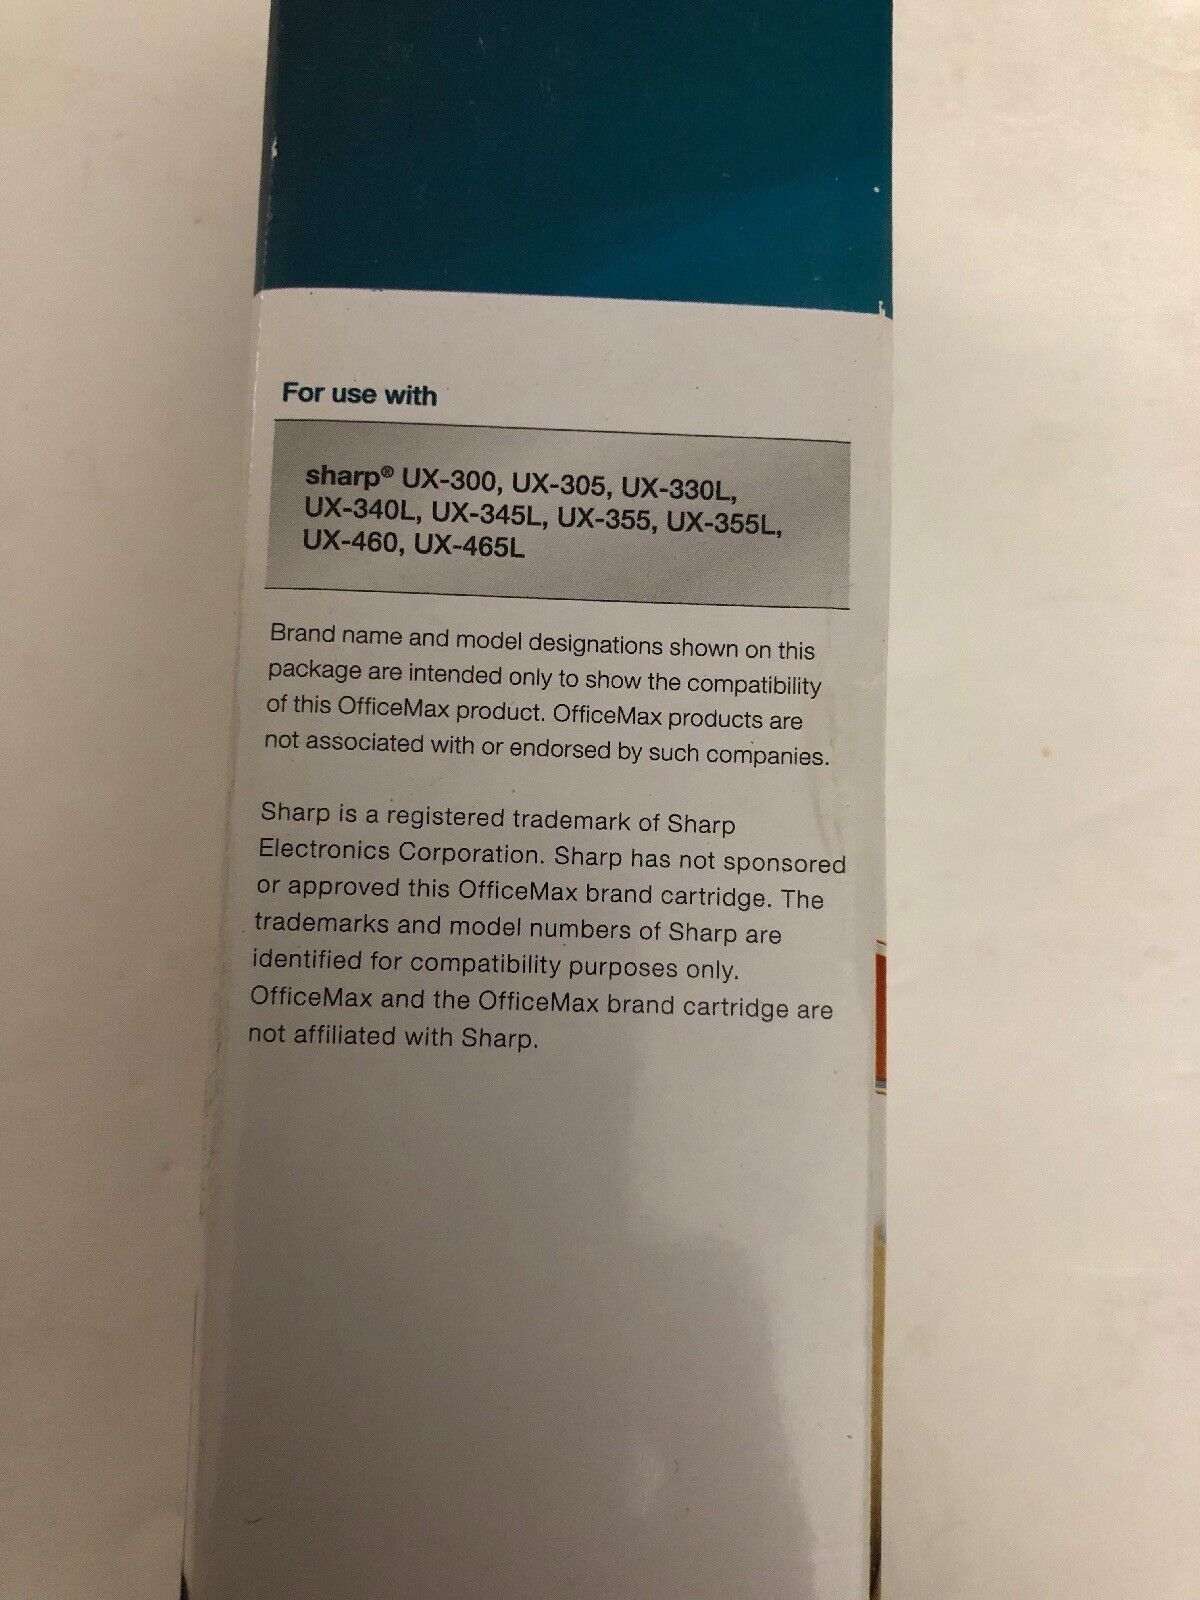 For use with
sharp® UX-300, UX-305, UX-330L,
UX-340L, UX-345L, UX-355, UX-355L,
UX-460, UX-465L
Brand name and model designations shown on this
package are intended only to show the compatibility
of this OfficeMax product. OfficeMax products are
not associated with or endorsed by such companies.
Sharp is a registered trademark of Sharp
Electronics Corporation. Sharp has not sponsored
or approved this OfficeMax brand cartridge. The
trademarks and model numbers of Sharp are
identified for compatibility purposes only.
OfficeMax and the OfficeMax brand cartridge are
not affiliated with Sharp.